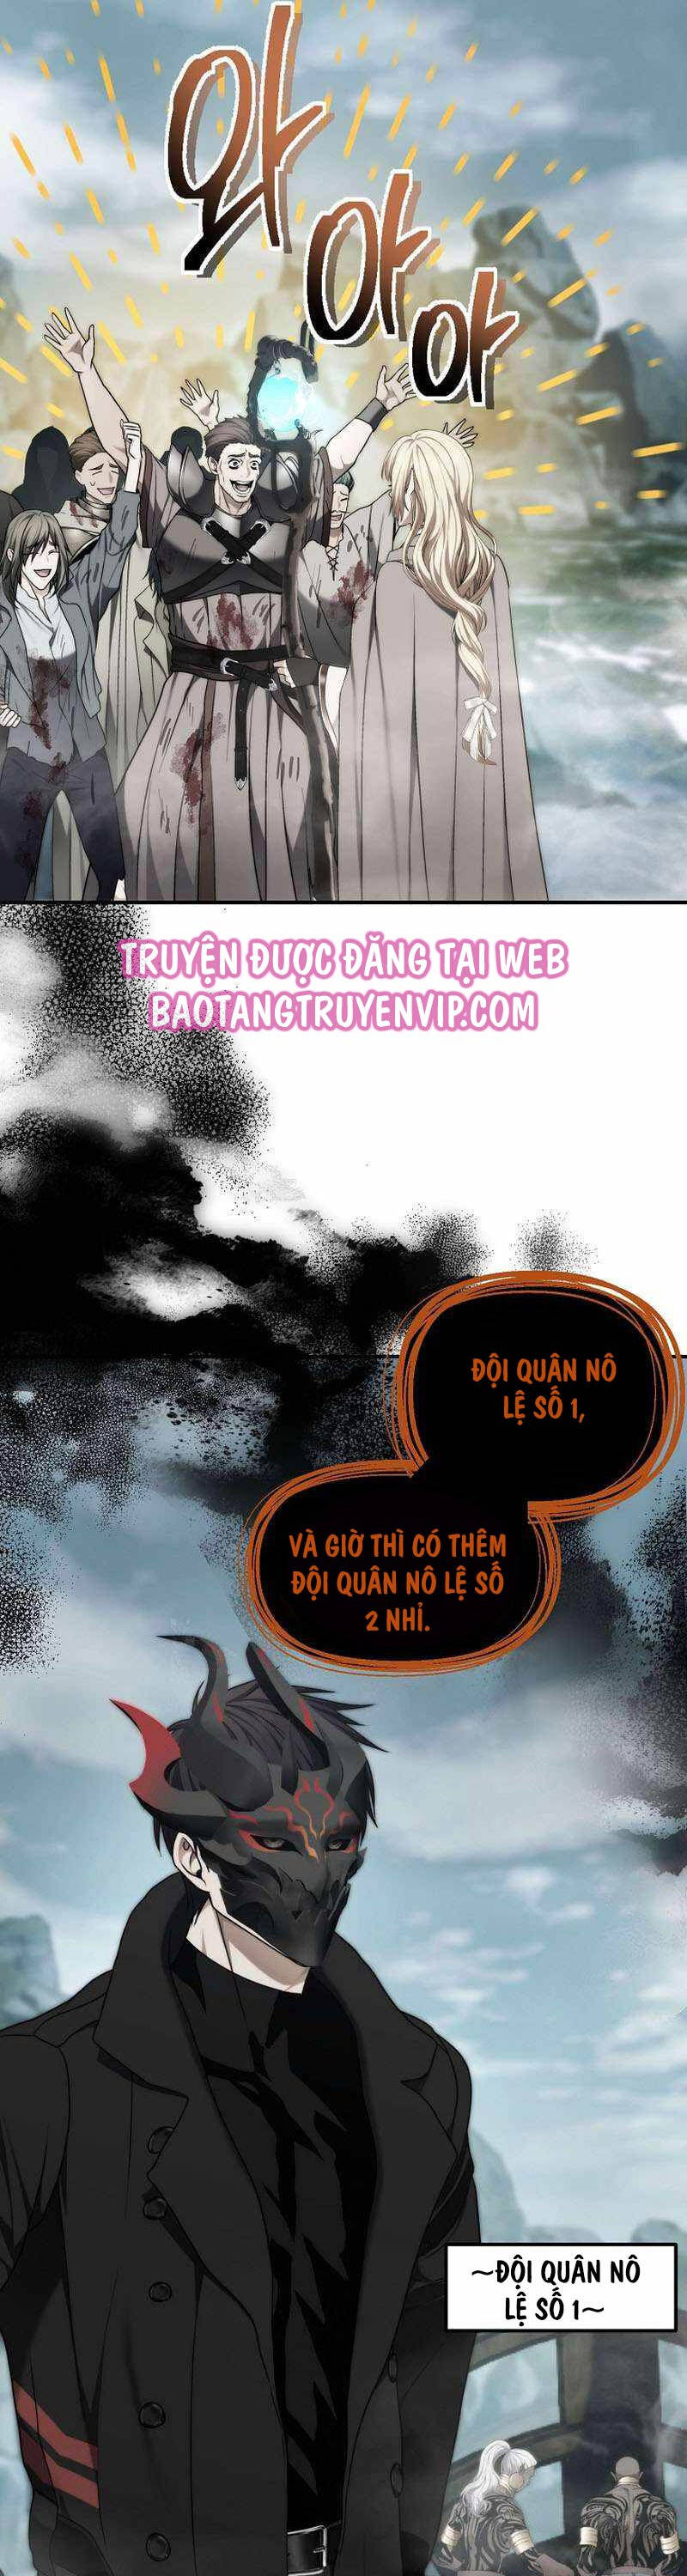 와
아
아
TRUYỆN ĐƯỢC ĐĂNG TẠI WEB
BAOTANGTRUYENVIP.COM
ĐỘI QUÂN NÔ
LỆ SỐ 1,
VÀ GIỜ THÌ CÓ THÊM
ĐỘI QUÂN NÔ LỆ SỐ
2 NHỈ.
~ĐỘI QUÂN NÔ
LỆ SỐ 1~